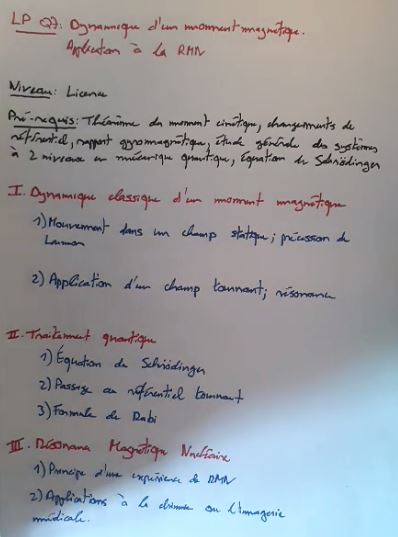 LP Q7. Dynamique d'un moment magnétique.
Application à la RMN
Niveau: Licence
Pré-requis: Théorème du moment cinétique, changements de
référentiel, rapport gyromagnétique, étude générale des systèmes
à 2 niveaux en mécanique quantique, équation de Schrödinger
I. Dynamique classique d'un moment magnétique
1) Mouvement dans un champ statique; précession de
Larmor
2) Application d'un champ tournant; résonance
II. Traitement quantique
1) Équation de Schrödinger
2) Passage au référentiel tournant
3) Formule de Rabi
III. Résonance Magnétique Nucléaire
1) Principe d'une expérience de RMN
2) Applications à la chimie ou l'imagerie
médicale.